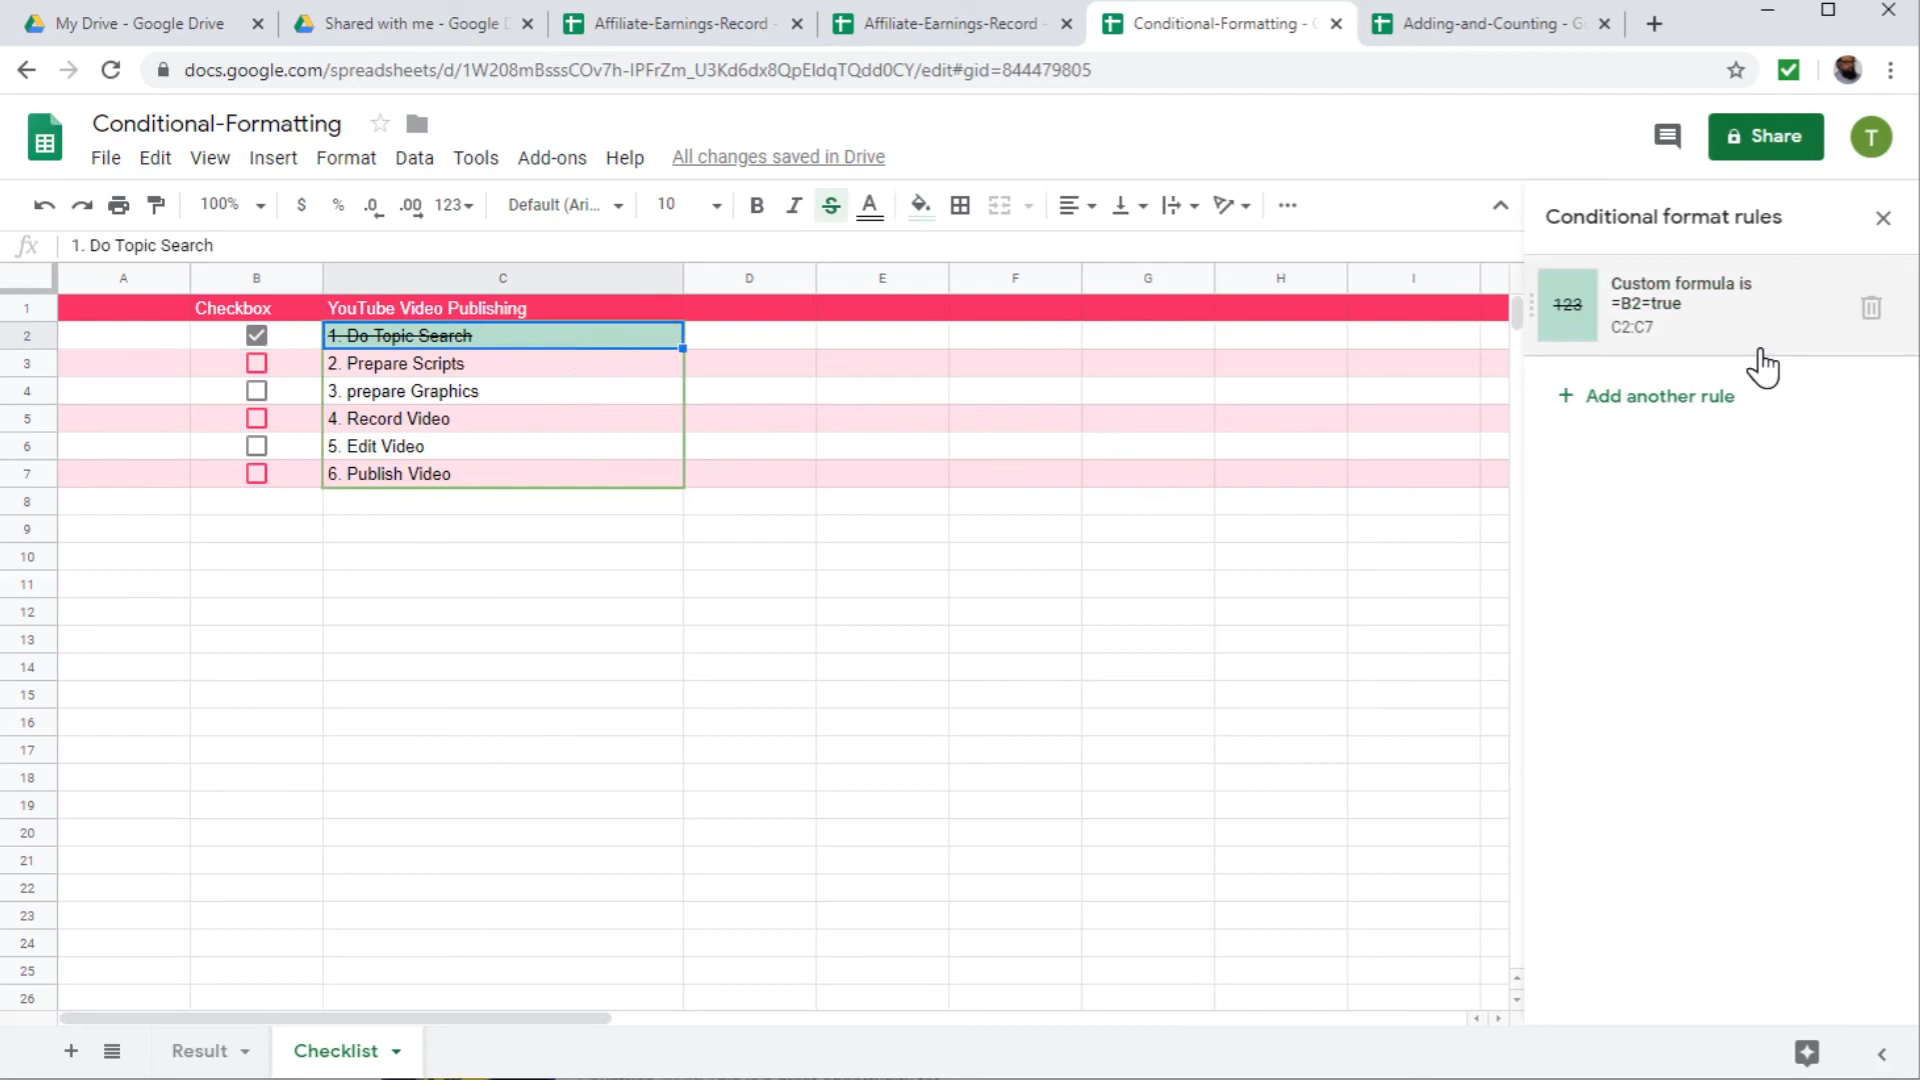 My Drive - Google Drive
Shared with me - Google D
Affiliate-Earnings-Record -
Affiliate-Earnings-Record -
Conditional-Formatting - G
Adding-and-Counting - G
docs.google.com/spreadsheets/d/1W208mBsssCOv7h-IPFrZm_U3Kd6dx8QpEIdqTQdd0CY/edit#gid=844479805
Conditional-Formatting
Share
T
File Edit View Insert Format Data Tools Add-ons Help All changes saved in Drive
100% $ % .0 .00 123 Default (Ari... 10 B I S A
Conditional format rules
fx 1. Do Topic Search
A B C D E F G H I
Custom formula is
123 =B2=true
C2:C7
Add another rule
1 Checkbox YouTube Video Publishing
2 1. Do Topic Search
3 2. Prepare Scripts
4 3. prepare Graphics
5 4. Record Video
6 5. Edit Video
7 6. Publish Video
8
9
10
11
12
13
14
15
16
17
18
19
20
21
22
23
24
25
26
Result Checklist